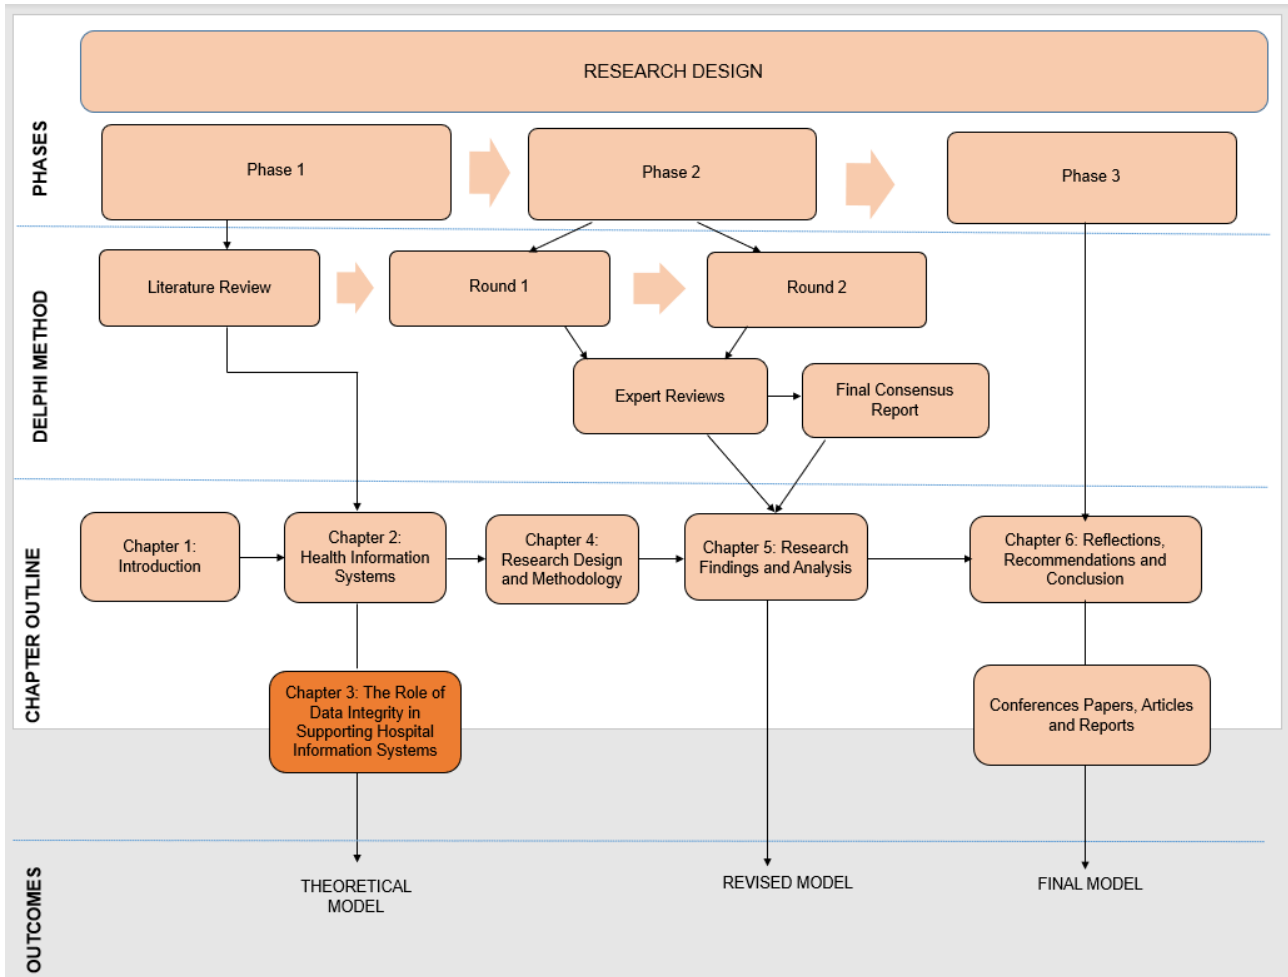 RESEARCH DESIGN
PHASES
Phase 1
Phase 2
Phase 3
DELPHI METHOD
Literature Review
Round 1
Round 2
Expert Reviews
Final Consensus
Report
CHAPTER OUTLINE
Chapter 1:
Introduction
Chapter 2:
Health Information
Systems
Chapter 4:
Research Design
and Methodology
Chapter 5: Research
Findings and Analysis
Chapter 6: Reflections,
Recommendations and
Conclusion
Chapter 3: The Role of
Data Integrity in
Supporting Hospital
Information Systems
Conferences Papers, Articles
and Reports
OUTCOMES
THEORETICAL
MODEL
REVISED MODEL
FINAL MODEL